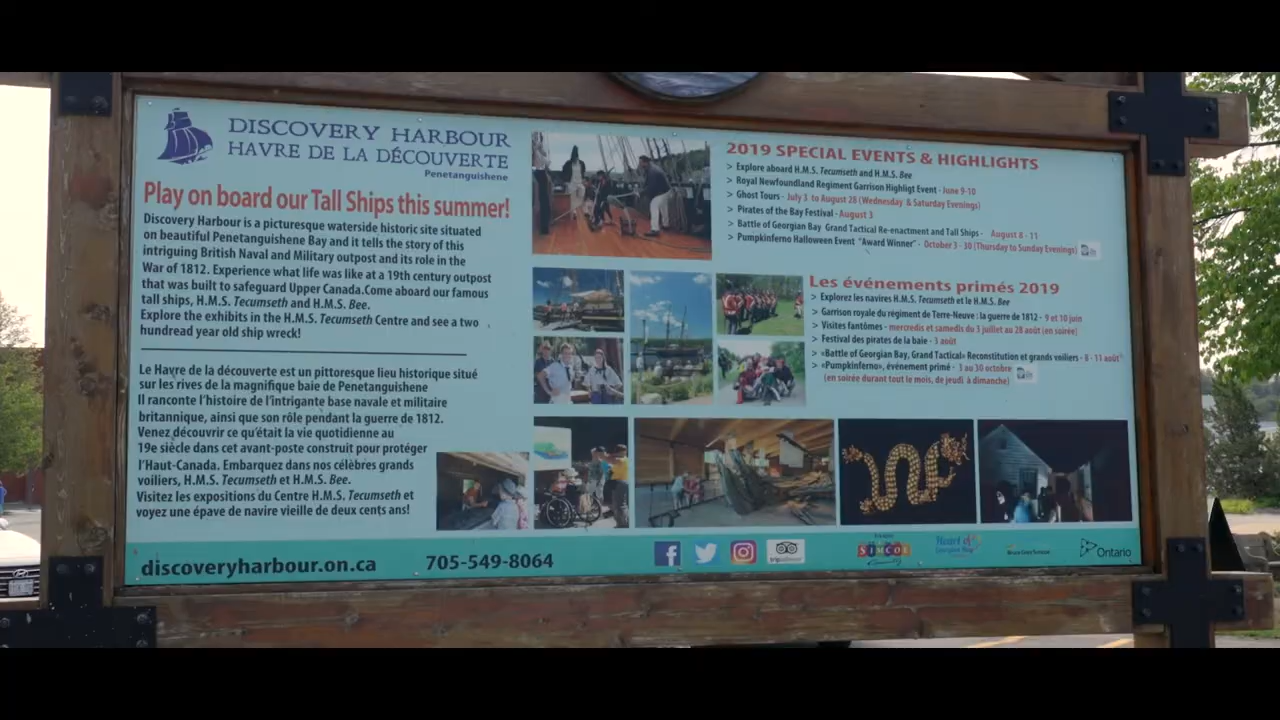 DISCOVERY HARBOUR
HAVRE DE LA DÉCOUVERTE
Penetanguishene
Play on board our Tall Ships this summer!
Discovery Harbour is a picturesque waterside historic site situated
on beautiful Penetanguishene Bay and it tells the story of this
intriguing British Naval and Military outpost and its role in the
War of 1812. Experience what life was like at a 19th century outpost
that was built to safeguard Upper Canada.Come aboard our famous
tall ships, H.M.S. Tecumseth and H.M.S. Bee.
Explore the exhibits in the H.M.S. Tecumseth Centre and see a two
hundread year old ship wreck!
Le Havre de la découverte est un pittoresque lieu historique situé
sur les rives de la magnifique baie de Penetanguishene
Il raconte l'histoire de l'intrigante base navale et militaire
britannique, ainsi que son rôle pendant la guerre de 1812.
Venez découvrir ce qu'était la vie quotidienne au
19e siècle dans cet avant-poste construit pour protéger
l'Haut-Canada. Embarquez dans nos célèbres grands
voiliers, H.M.S. Tecumseth et H.M.S. Bee.
Visitez les expositions du Centre H.M.S. Tecumseth et
voyez une épave de navire vieille de deux cents ans!
2019 SPECIAL EVENTS & HIGHLIGHTS
> Explore aboard H.M.S. Tecumseth and H.M.S. Bee
> Royal Newfoundland Regiment Garrison Highligt Event - June 9-10
> Ghost Tours - July 3 to August 28 (Wednesday & Saturday Evenings)
> Pirates of the Bay Festival - August 3
> Battle of Georgian Bay Grand Tactical Re-enactment and Tall Ships - August 8 - 11
> Pumpkinferno Halloween Event "Award Winner" - October 3 - 30 (Thursday to Sunday Evenings)
Les événements primés 2019
> Explorez les navires H.M.S. Tecumseth et le H.M.S. Bee
> Garrison royale du régiment de Terre-Neuve : la guerre de 1812 - 9 et 10 juin
> Visites fantômes - mercredis et samedis du 3 juillet au 28 août (en soirée)
> Festival des pirates de la baie - 3 août
> «Battle of Georgian Bay, Grand Tactical» Reconstitution et grands voiliers - 8 - 11 août
> «Pumpkinferno», événement primé - 3 au 30 octobre
(en soirée durant tout le mois, de jeudi à dimanche)
discoveryharbour.on.ca 705-549-8064
tripadvisor
SIMCOE
Heart of
Georgian Bay
Ontario